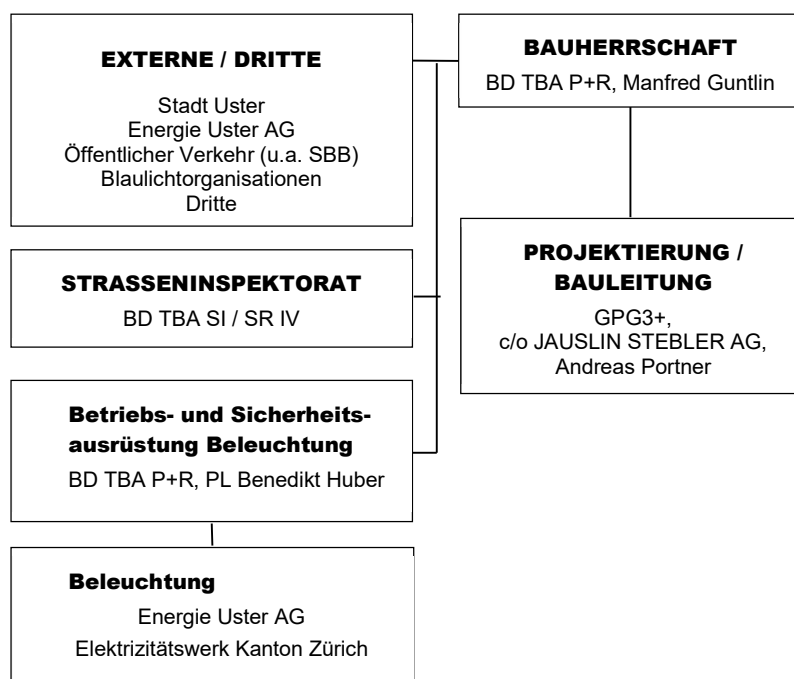 EXTERNE / DRITTE
Stadt Uster
Energie Uster AG
Öffentlicher Verkehr (u.a. SBB)
Blaulichtorganisationen
Dritte
BAUHERRSCHAFT
BD TBA P+R, Manfred Guntlin
STRASSENINSPEKTORAT
BD TBA SI / SR IV
PROJEKTIERUNG /
BAULEITUNG
GPG3+,
c/o JAUSLIN STEBLER AG,
Andreas Portner
Betriebs- und Sicherheits-
ausrüstung Beleuchtung
BD TBA P+R, PL Benedikt Huber
Beleuchtung
Energie Uster AG
Elektrizitätswerk Kanton Zürich